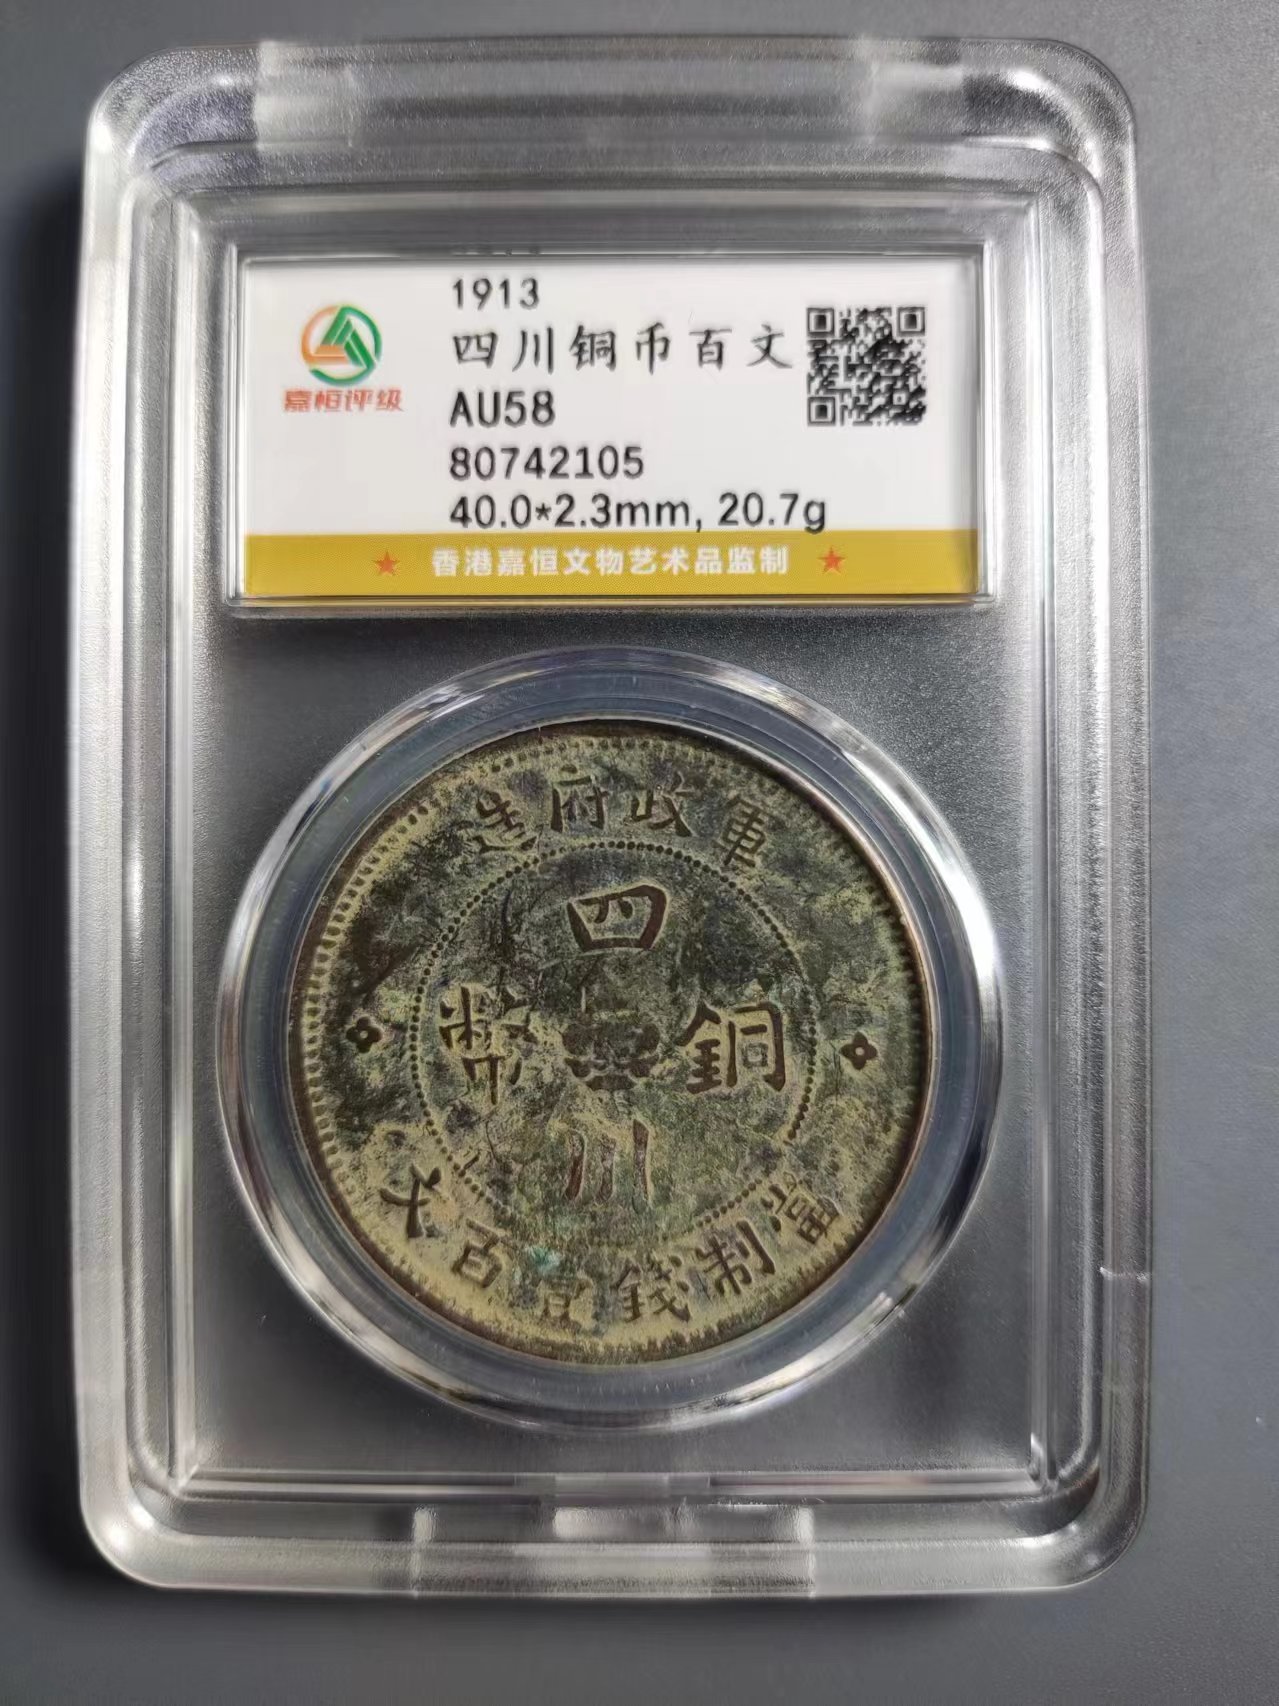 1913
四川铜币百文
AU58
80742105
40.0*2.3mm, 20.7g
嘉恒评级
★ 香港嘉恒文物艺术品监制 ★
軍政府造
四川
銅幣
當制錢壹百文